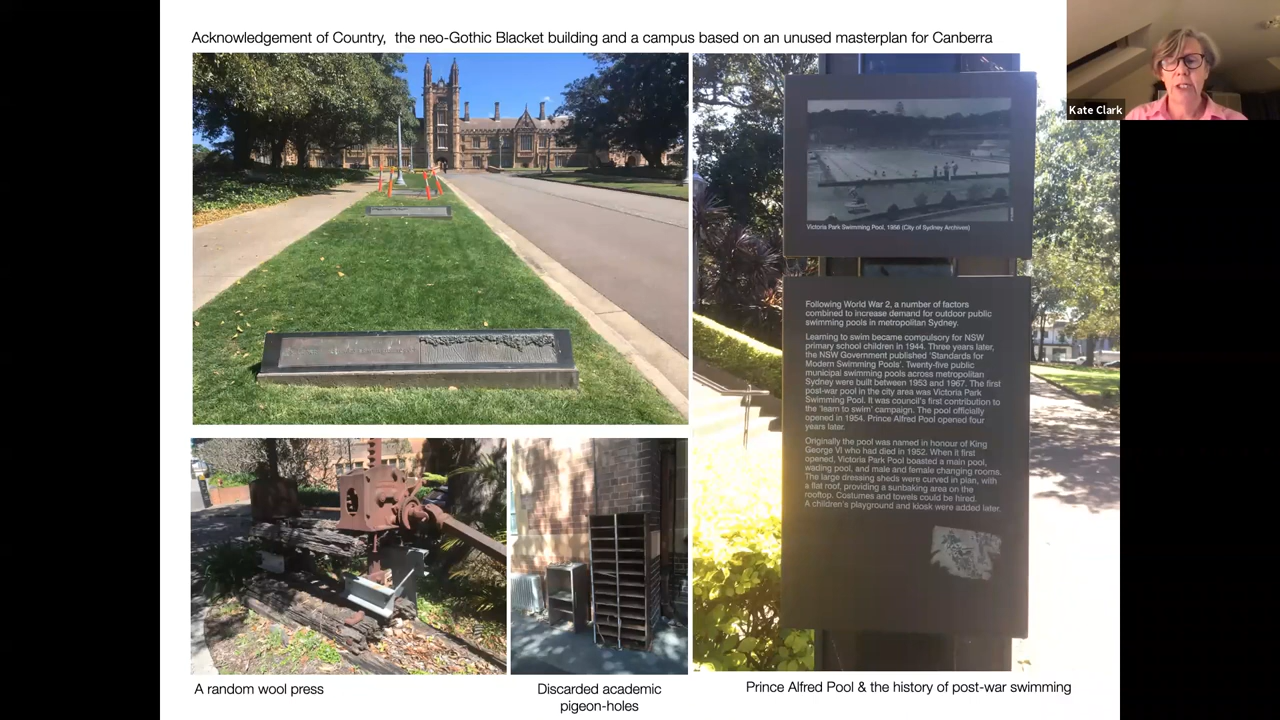 Acknowledgement of Country, the neo-Gothic Blacket building and a campus based on an unused masterplan for Canberra
Kate Clark
Victoria Park Swimming Pool, 1956 (City of Sydney Archives)
Following World War 2, a number of factors
combined to increase demand for outdoor public
swimming pools in metropolitan Sydney.
Learning to swim became compulsory for NSW
primary school children in 1944. Three years later,
the NSW Government published 'Standards for
Modern Swimming Pools'. Twenty-five public
municipal swimming pools across metropolitan
Sydney were built between 1953 and 1967. The first
post-war pool in the city area was Victoria Park
Swimming Pool. It was council's first contribution to
the 'learn to swim' campaign. The pool officially
opened in 1954. Prince Alfred Pool opened four
years later.
Originally the pool was named in honour of King
George VI who had died in 1952. When it first
opened, Victoria Park Pool boasted a main pool,
wading pool, and male and female changing rooms.
The large dressing sheds were curved in plan, with
a flat roof, providing a sunbaking area on the
rooftop. Costumes and towels could be hired.
A children's playground and kiosk were added later.
A random wool press
Discarded academic
pigeon-holes
Prince Alfred Pool & the history of post-war swimming